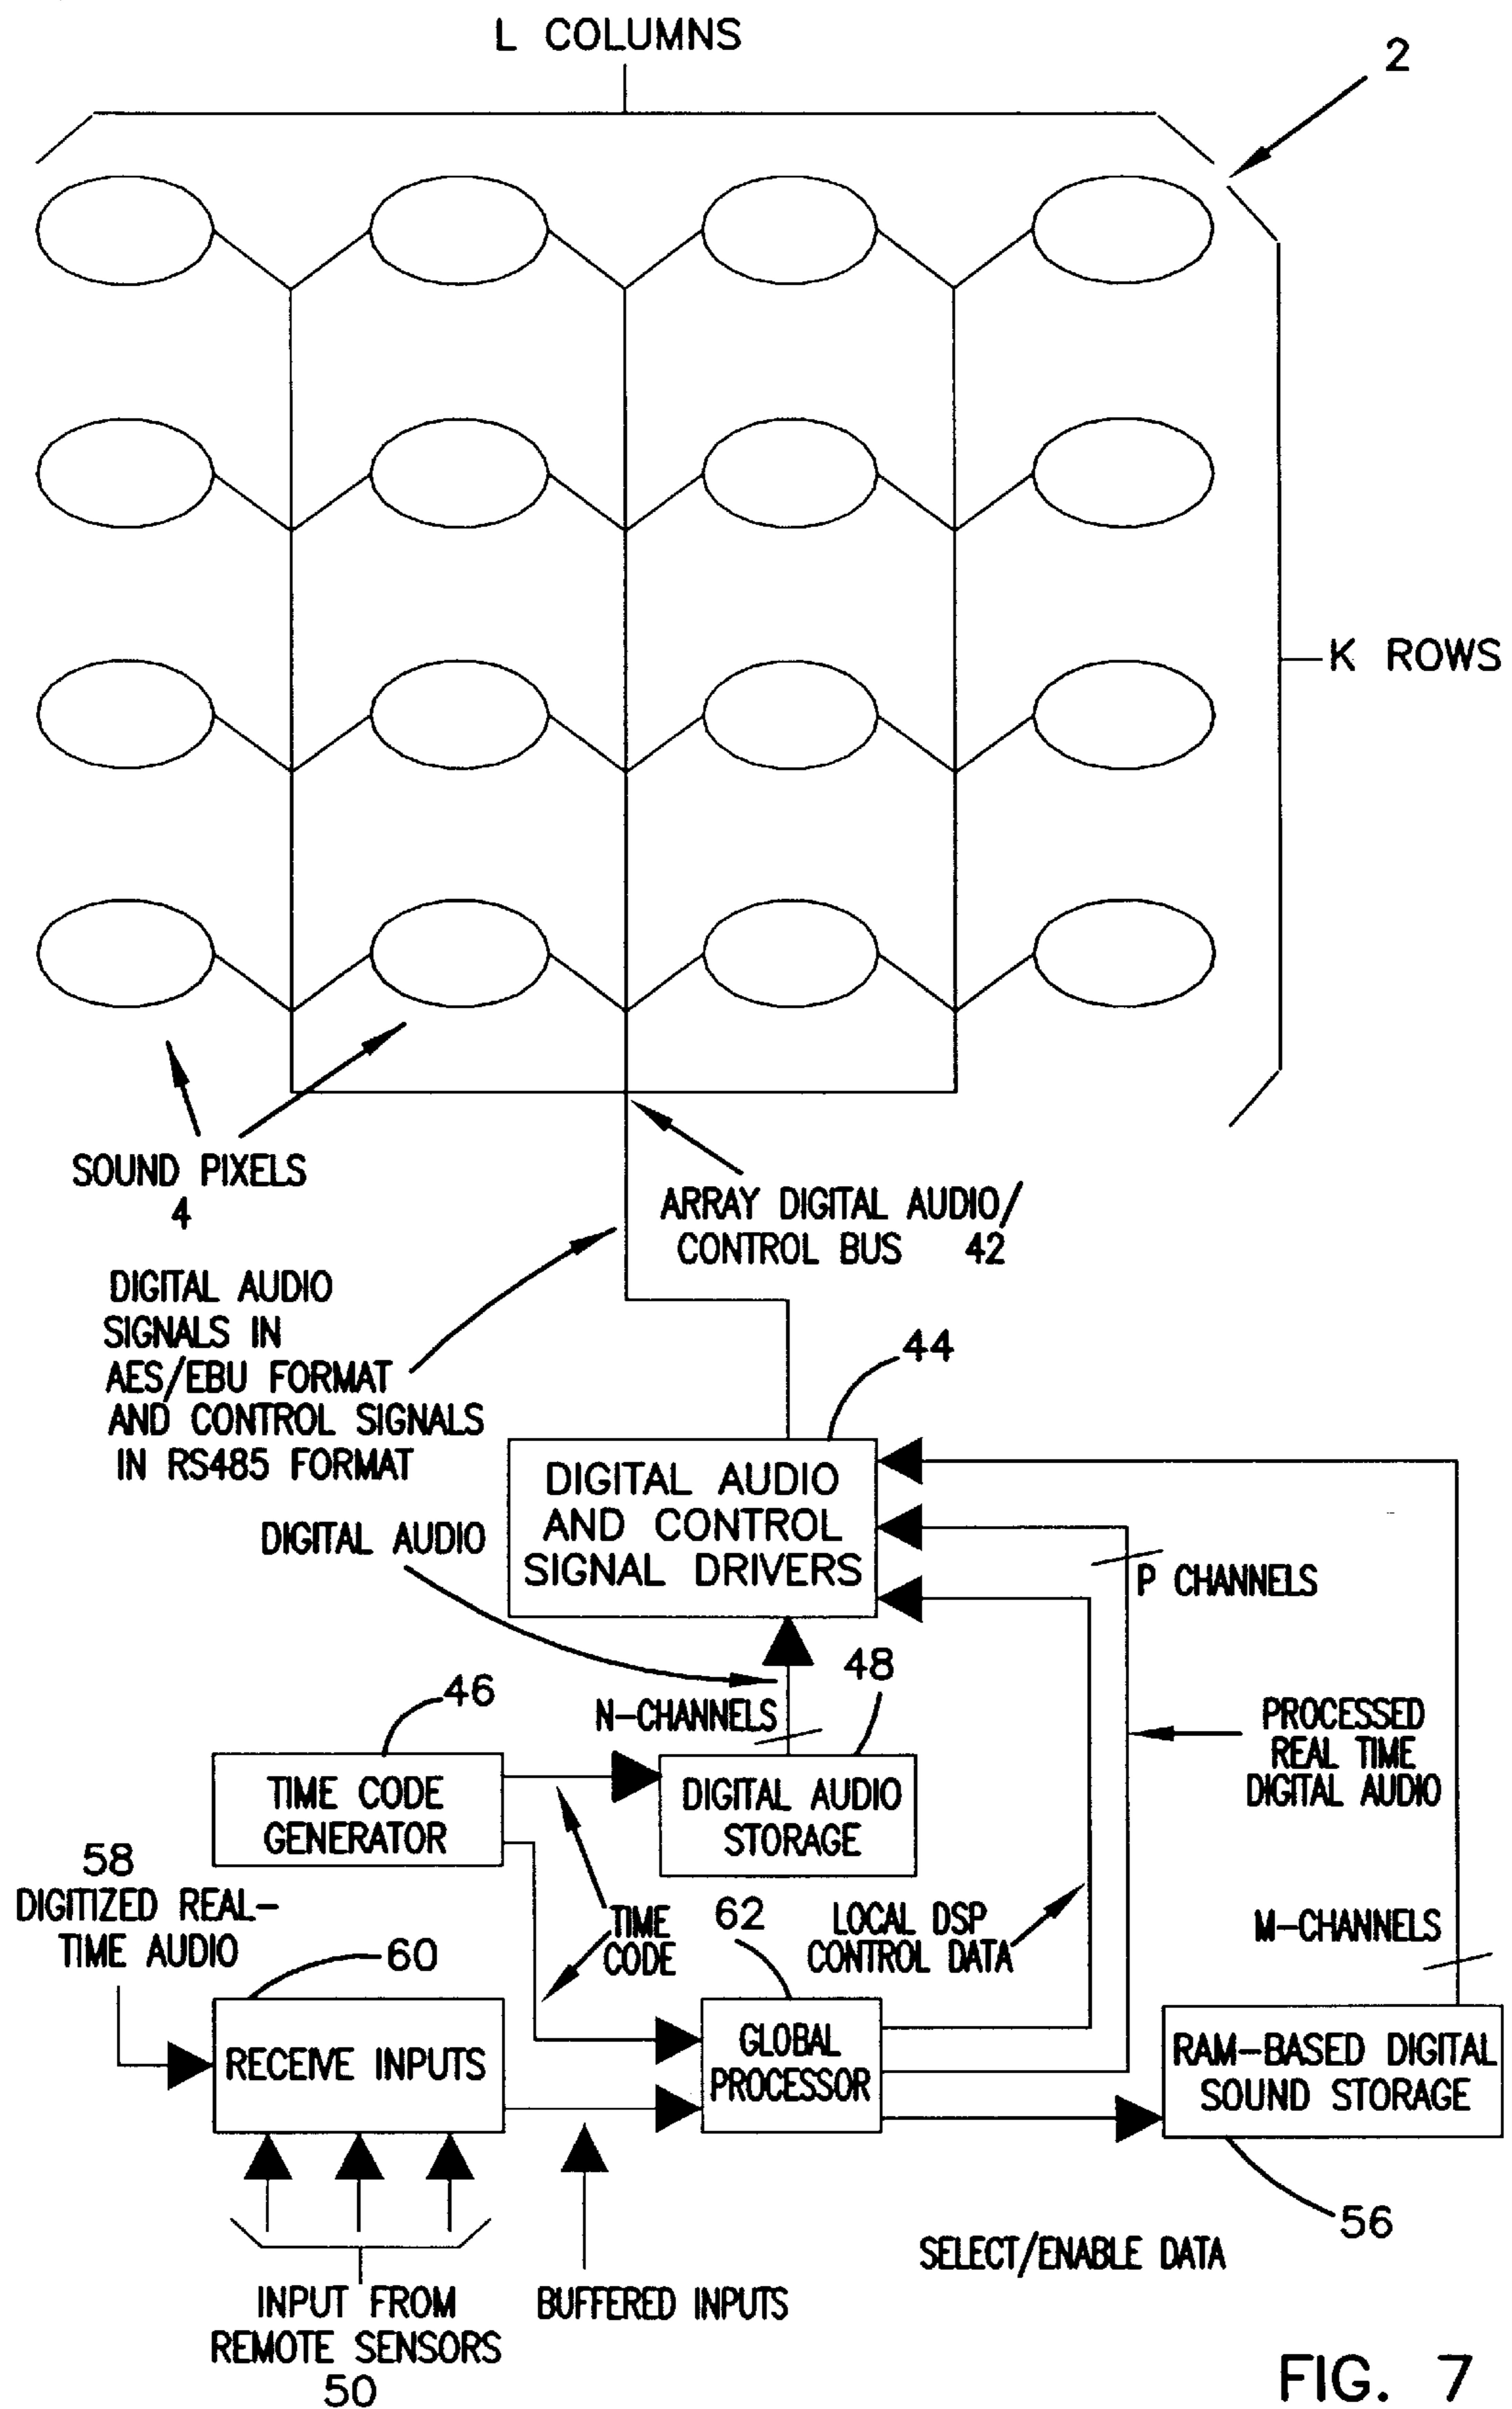 L COLUMNS
2
K ROWS
SOUND PIXELS
4
ARRAY DIGITAL AUDIO/
CONTROL BUS 42
DIGITAL AUDIO
SIGNALS IN
AES/EBU FORMAT
AND CONTROL SIGNALS
IN RS485 FORMAT
44
DIGITAL AUDIO
AND CONTROL
SIGNAL DRIVERS
DIGITAL AUDIO
P CHANNELS
N-CHANNELS
48
46
TIME CODE
GENERATOR
DIGITAL AUDIO
STORAGE
PROCESSED
REAL TIME
DIGITAL AUDIO
58
DIGITIZED REAL-
TIME AUDIO
TIME
CODE
62
LOCAL DSP
CONTROL DATA
M-CHANNELS
60
RECEIVE INPUTS
GLOBAL
PROCESSOR
RAM-BASED DIGITAL
SOUND STORAGE
56
SELECT/ENABLE DATA
INPUT FROM
REMOTE SENSORS
50
BUFFERED INPUTS
FIG. 7